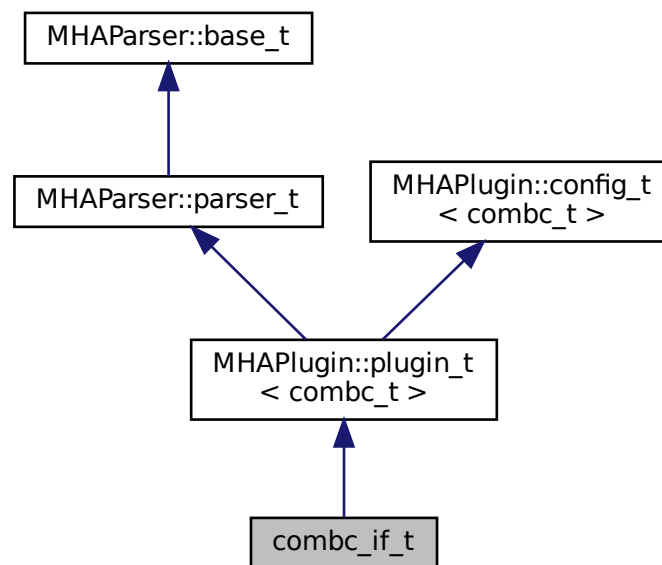 MHAParser::base_t
MHAParser::parser_t
MHAPlugin::config_t
< combc_t >
MHAPlugin::plugin_t
< combc_t >
combc_if_t